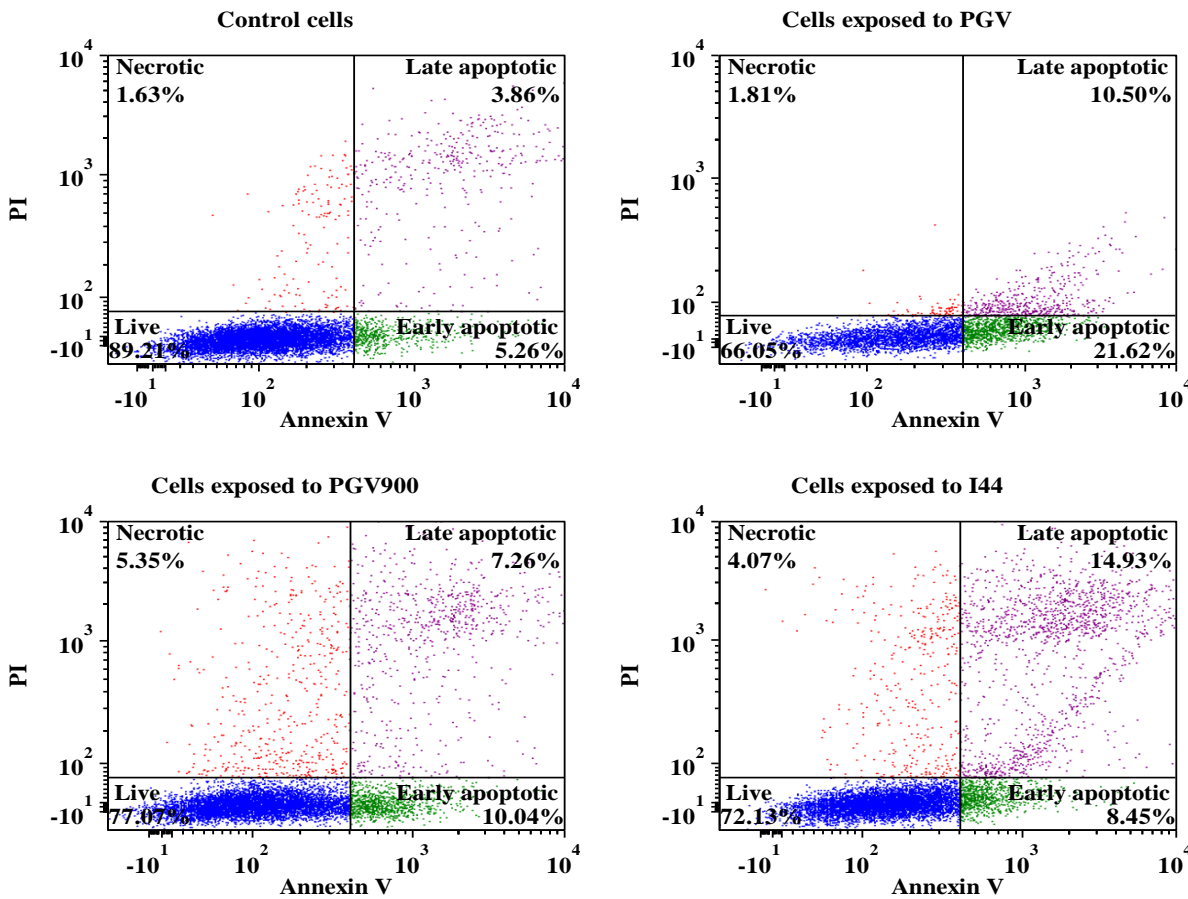 Control cells
10^4
Necrotic
1.63%
Late apoptotic
3.86%
10^3
PI
10^2
Live
89.21%
Early apoptotic
5.26%
-10^1
-10^1
10^2
10^3
10^4
Annexin V
Cells exposed to PGV
10^4
Necrotic
1.81%
Late apoptotic
10.50%
10^3
PI
10^2
Live
66.05%
Early apoptotic
21.62%
-10^1
-10^1
10^2
10^3
10^4
Annexin V
Cells exposed to PGV900
10^4
Necrotic
5.35%
Late apoptotic
7.26%
10^3
PI
10^2
Live
77.07%
Early apoptotic
10.04%
-10^1
-10^1
10^2
10^3
10^4
Annexin V
Cells exposed to I44
10^4
Necrotic
4.07%
Late apoptotic
14.93%
10^3
PI
10^2
Live
72.13%
Early apoptotic
8.45%
-10^1
-10^1
10^2
10^3
10^4
Annexin V